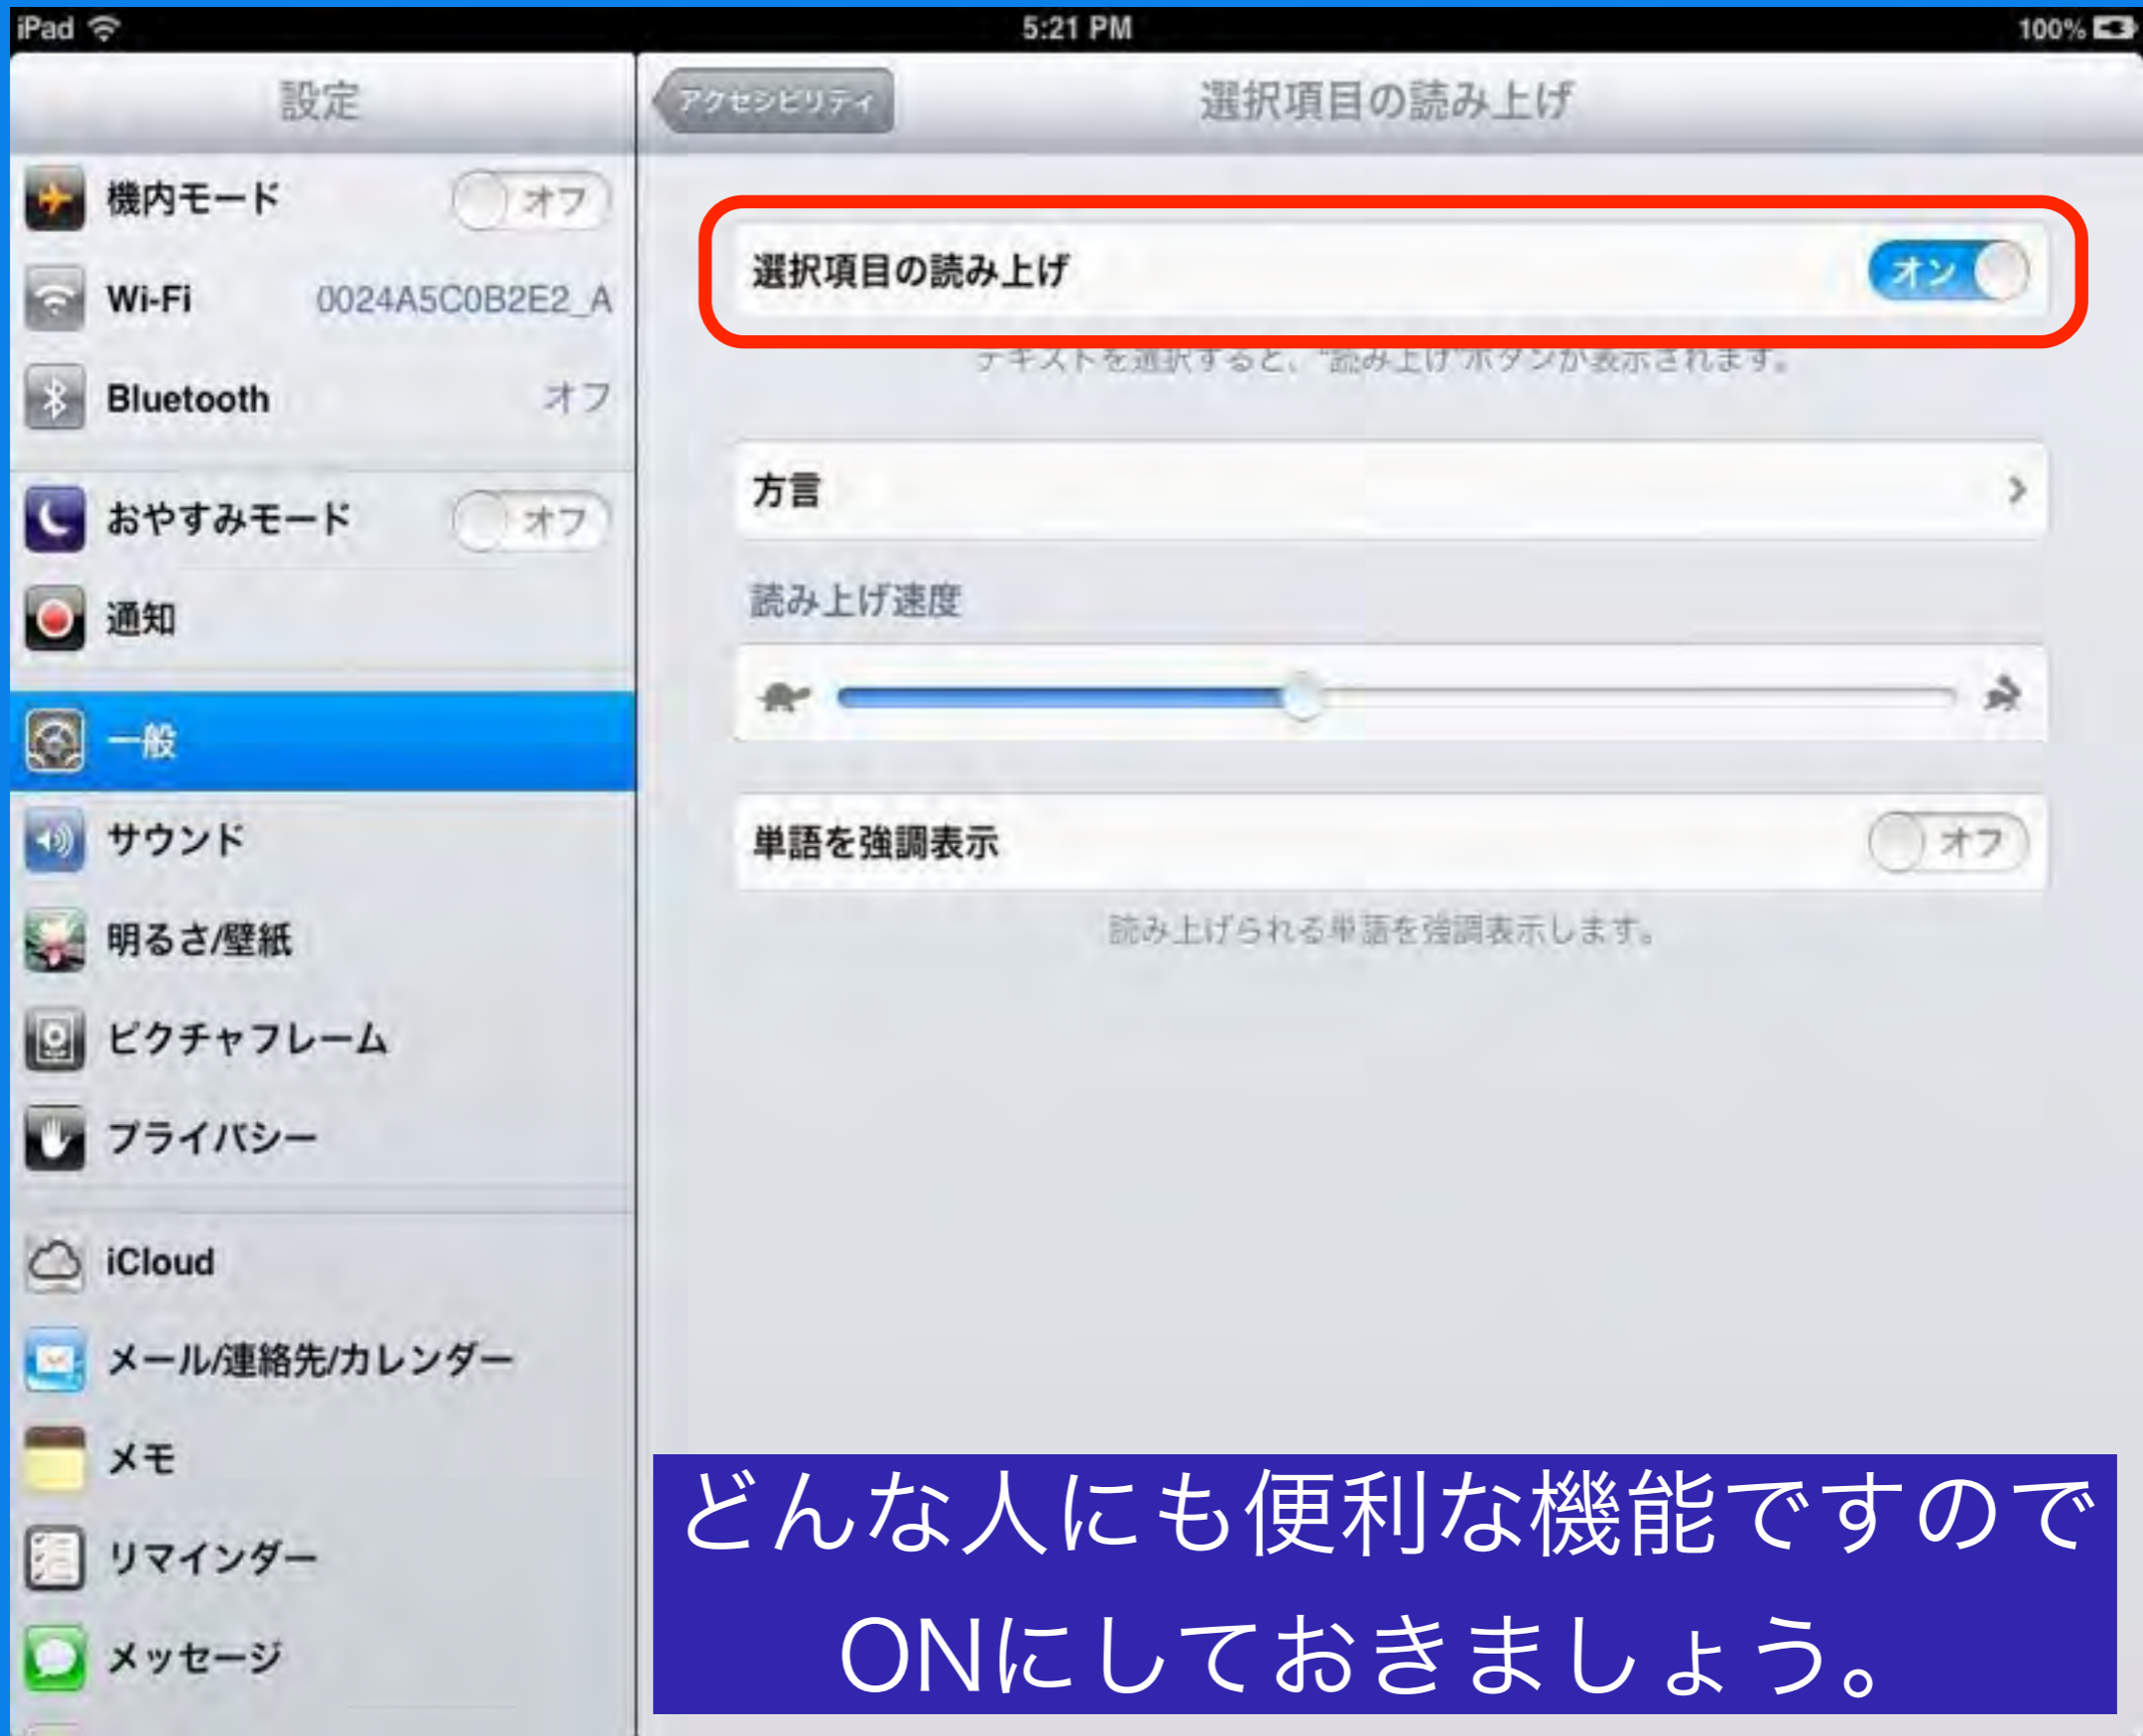 iPad
5:21 PM
100%
設定
機内モード オフ
Wi-Fi 0024A5C0B2E2_A
Bluetooth オフ
おやすみモード オフ
通知
一般
サウンド
明るさ/壁紙
ピクチャフレーム
プライバシー
iCloud
メール/連絡先/カレンダー
メモ
リマインダー
メッセージ
アクセシビリティ
選択項目の読み上げ
選択項目の読み上げ オン
テキストを選択すると、“読み上げ”ボタンが表示されます。
方言
読み上げ速度
単語を強調表示 オフ
読み上げられる単語を強調表示します。
どんな人にも便利な機能ですので
ONにしておきましょう。